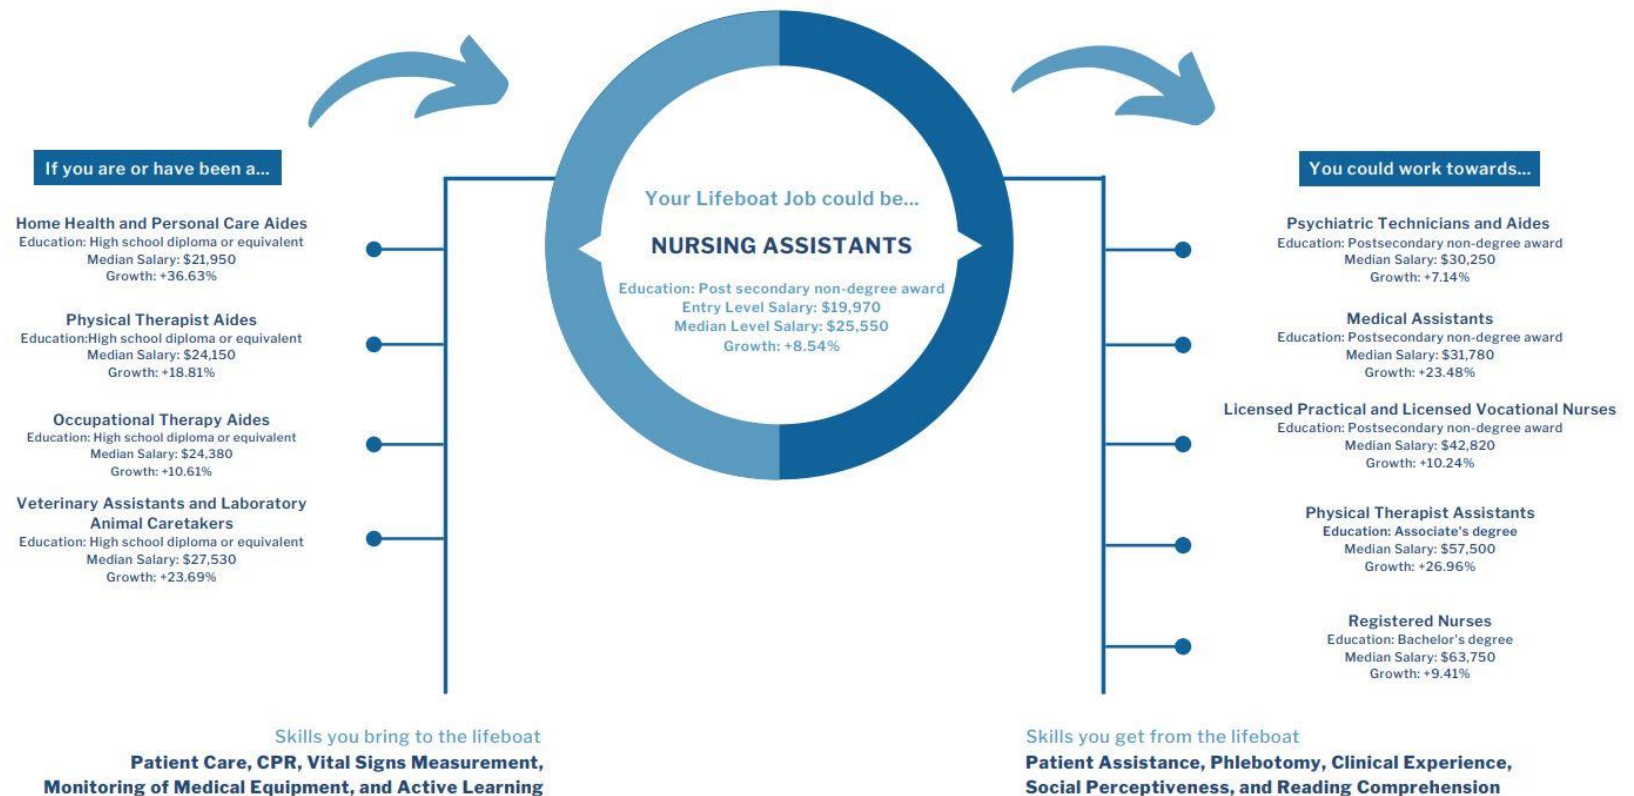 If you are or have been a...
Home Health and Personal Care Aides
Education: High school diploma or equivalent
Median Salary: $21,950
Growth: +36.63%
Physical Therapist Aides
Education:High school diploma or equivalent
Median Salary: $24,150
Growth: +18.81%
Occupational Therapy Aides
Education: High school diploma or equivalent
Median Salary: $24,380
Growth: +10.61%
Veterinary Assistants and Laboratory
Animal Caretakers
Education: High school diploma or equivalent
Median Salary: $27,530
Growth: +23.69%
Skills you bring to the lifeboat
Patient Care, CPR, Vital Signs Measurement,
Monitoring of Medical Equipment, and Active Learning
Your Lifeboat Job could be...
NURSING ASSISTANTS
Education: Post secondary non-degree award
Entry Level Salary: $19,970
Median Level Salary: $25,550
Growth: +8.54%
You could work towards...
Psychiatric Technicians and Aides
Education: Postsecondary non-degree award
Median Salary: $30,250
Growth: +7.14%
Medical Assistants
Education: Postsecondary non-degree award
Median Salary: $31,780
Growth: +23.48%
Licensed Practical and Licensed Vocational Nurses
Education: Postsecondary non-degree award
Median Salary: $42,820
Growth: +10.24%
Physical Therapist Assistants
Education: Associate's degree
Median Salary: $57,500
Growth: +26.96%
Registered Nurses
Education: Bachelor's degree
Median Salary: $63,750
Growth: +9.41%
Skills you get from the lifeboat
Patient Assistance, Phlebotomy, Clinical Experience,
Social Perceptiveness, and Reading Comprehension